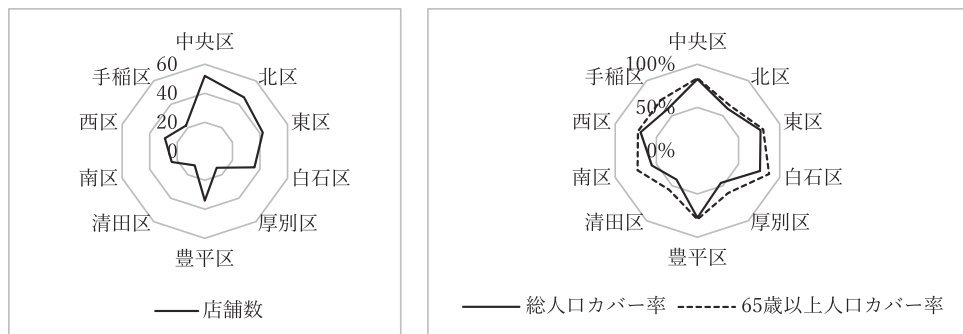 中央区
60
手稲区
北区
40
西区
20
東区
0
南区
白石区
清田区
厚別区
豊平区
店舗数
中央区
100%
手稲区
北区
50%
西区
東区
0%
南区
白石区
清田区
厚別区
豊平区
総人口カバー率 65歳以上人口カバー率